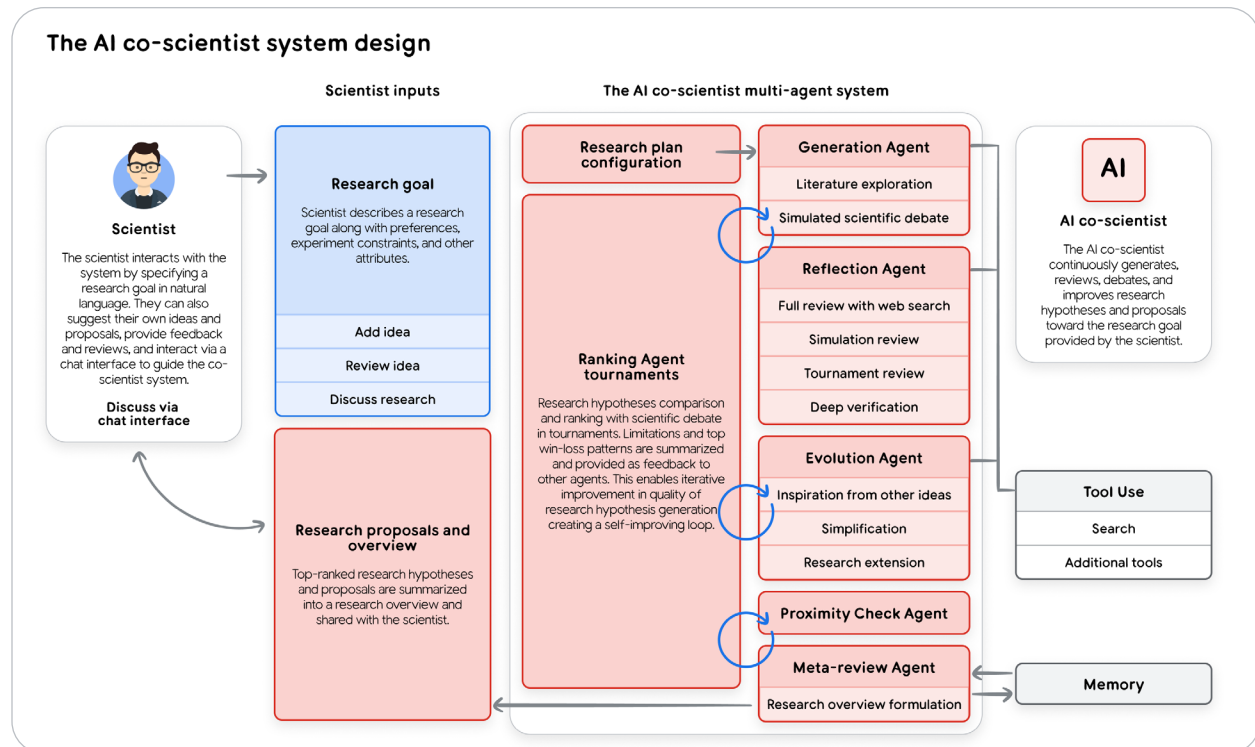 The AI co-scientist system design
Scientist inputs
The AI co-scientist multi-agent system
Scientist
The scientist interacts with the
system by specifying a
research goal in natural
language. They can also
suggest their own ideas and
proposals, provide feedback
and reviews, and interact via a
chat interface to guide the co-
scientist system.
Discuss via
chat interface
Research goal
Scientist describes a research
goal along with preferences,
experiment constraints, and other
attributes.
Add idea
Review idea
Discuss research
Research proposals and
overview
Top-ranked research hypotheses
and proposals are summarized
into a research overview and
shared with the scientist.
Research plan
configuration
Ranking Agent
tournaments
Research hypotheses comparison
and ranking with scientific debate
in tournaments. Limitations and top
win-loss patterns are summarized
and provided as feedback to
other agents. This enables iterative
improvement in quality of
research hypothesis generation
creating a self-improving loop.
Generation Agent
Literature exploration
Simulated scientific debate
Reflection Agent
Full review with web search
Simulation review
Tournament review
Deep verification
Evolution Agent
Inspiration from other ideas
Simplification
Research extension
Proximity Check Agent
Meta-review Agent
Research overview formulation
AI
AI co-scientist
The AI co-scientist
continuously generates,
reviews, debates, and
improves research
hypotheses and proposals
toward the research goal
provided by the scientist.
Tool Use
Search
Additional tools
Memory